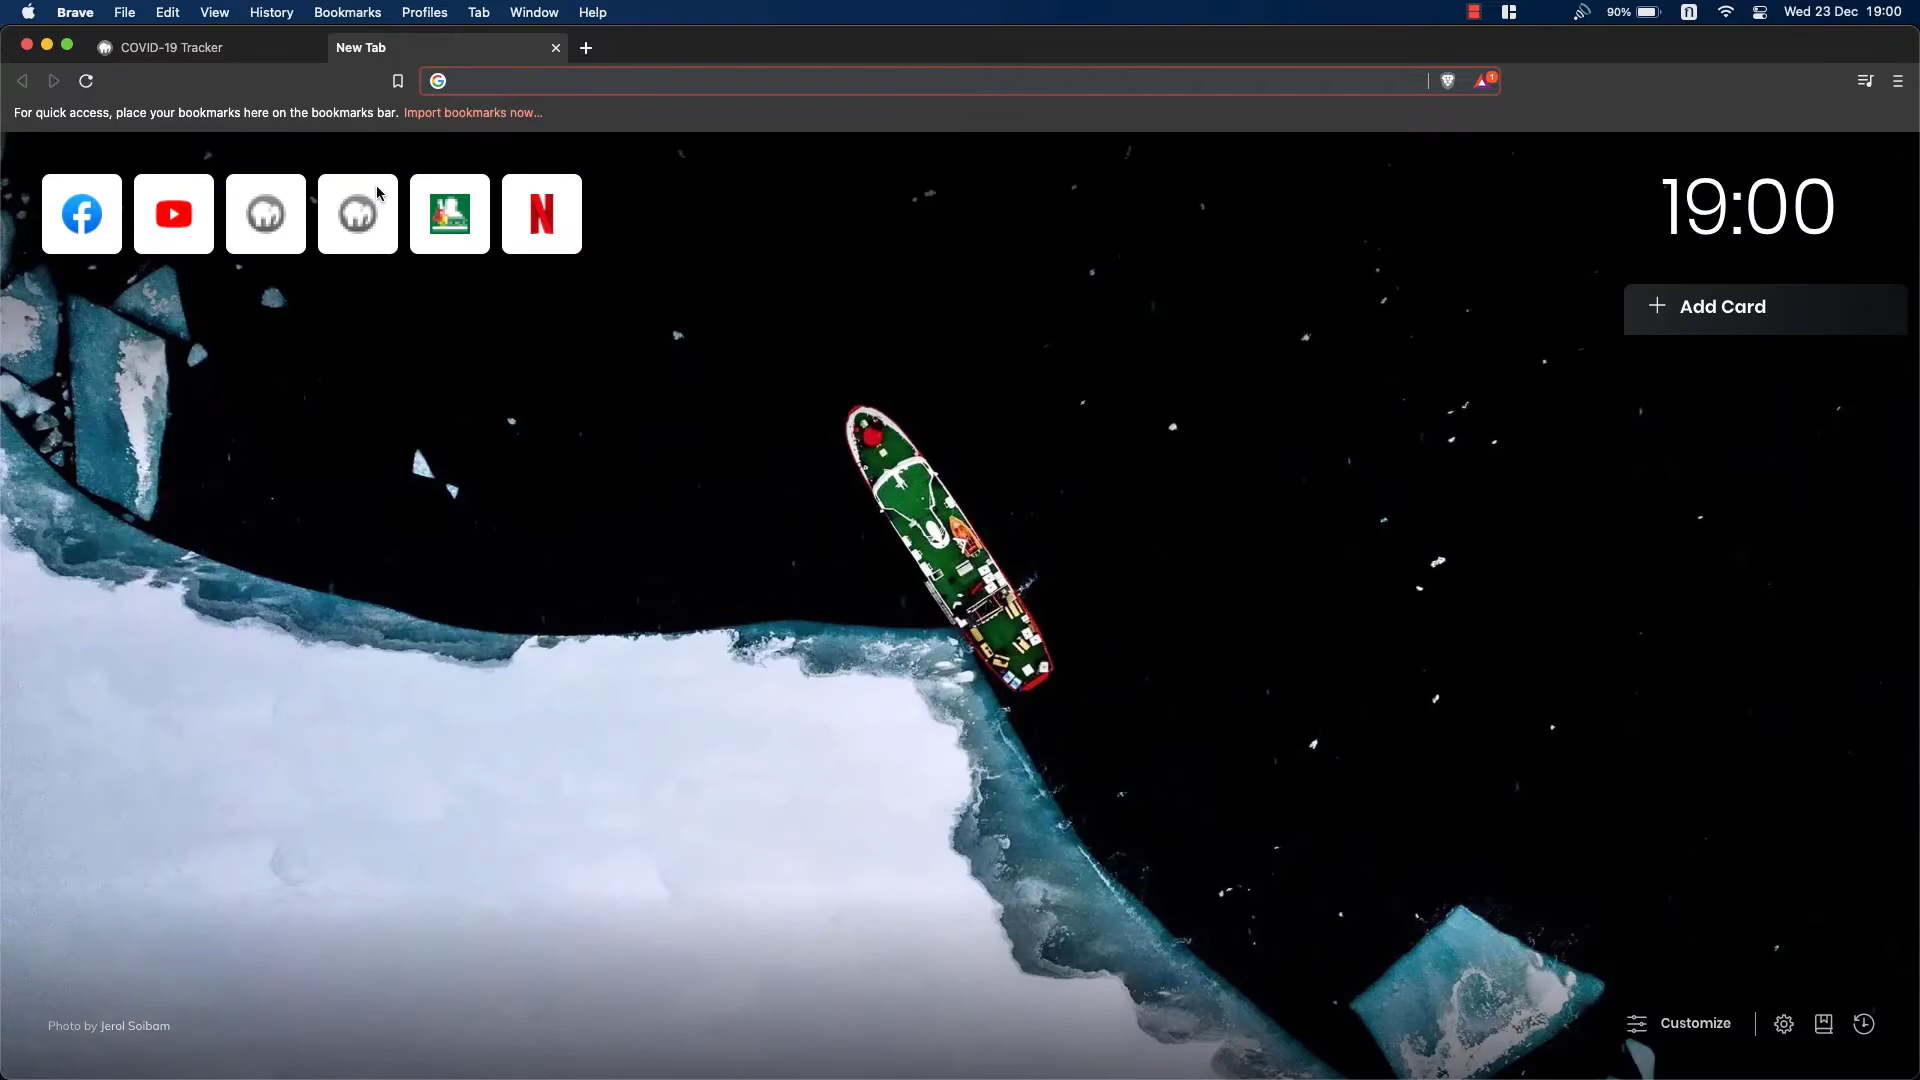 Brave File Edit View History Bookmarks Profiles Tab Window Help
90% ก Wed 23 Dec 19:00
COVID-19 Tracker
New Tab
1
For quick access, place your bookmarks here on the bookmarks bar. Import bookmarks now...
N
19:00
Add Card
Photo by Jerol Soibam
Customize